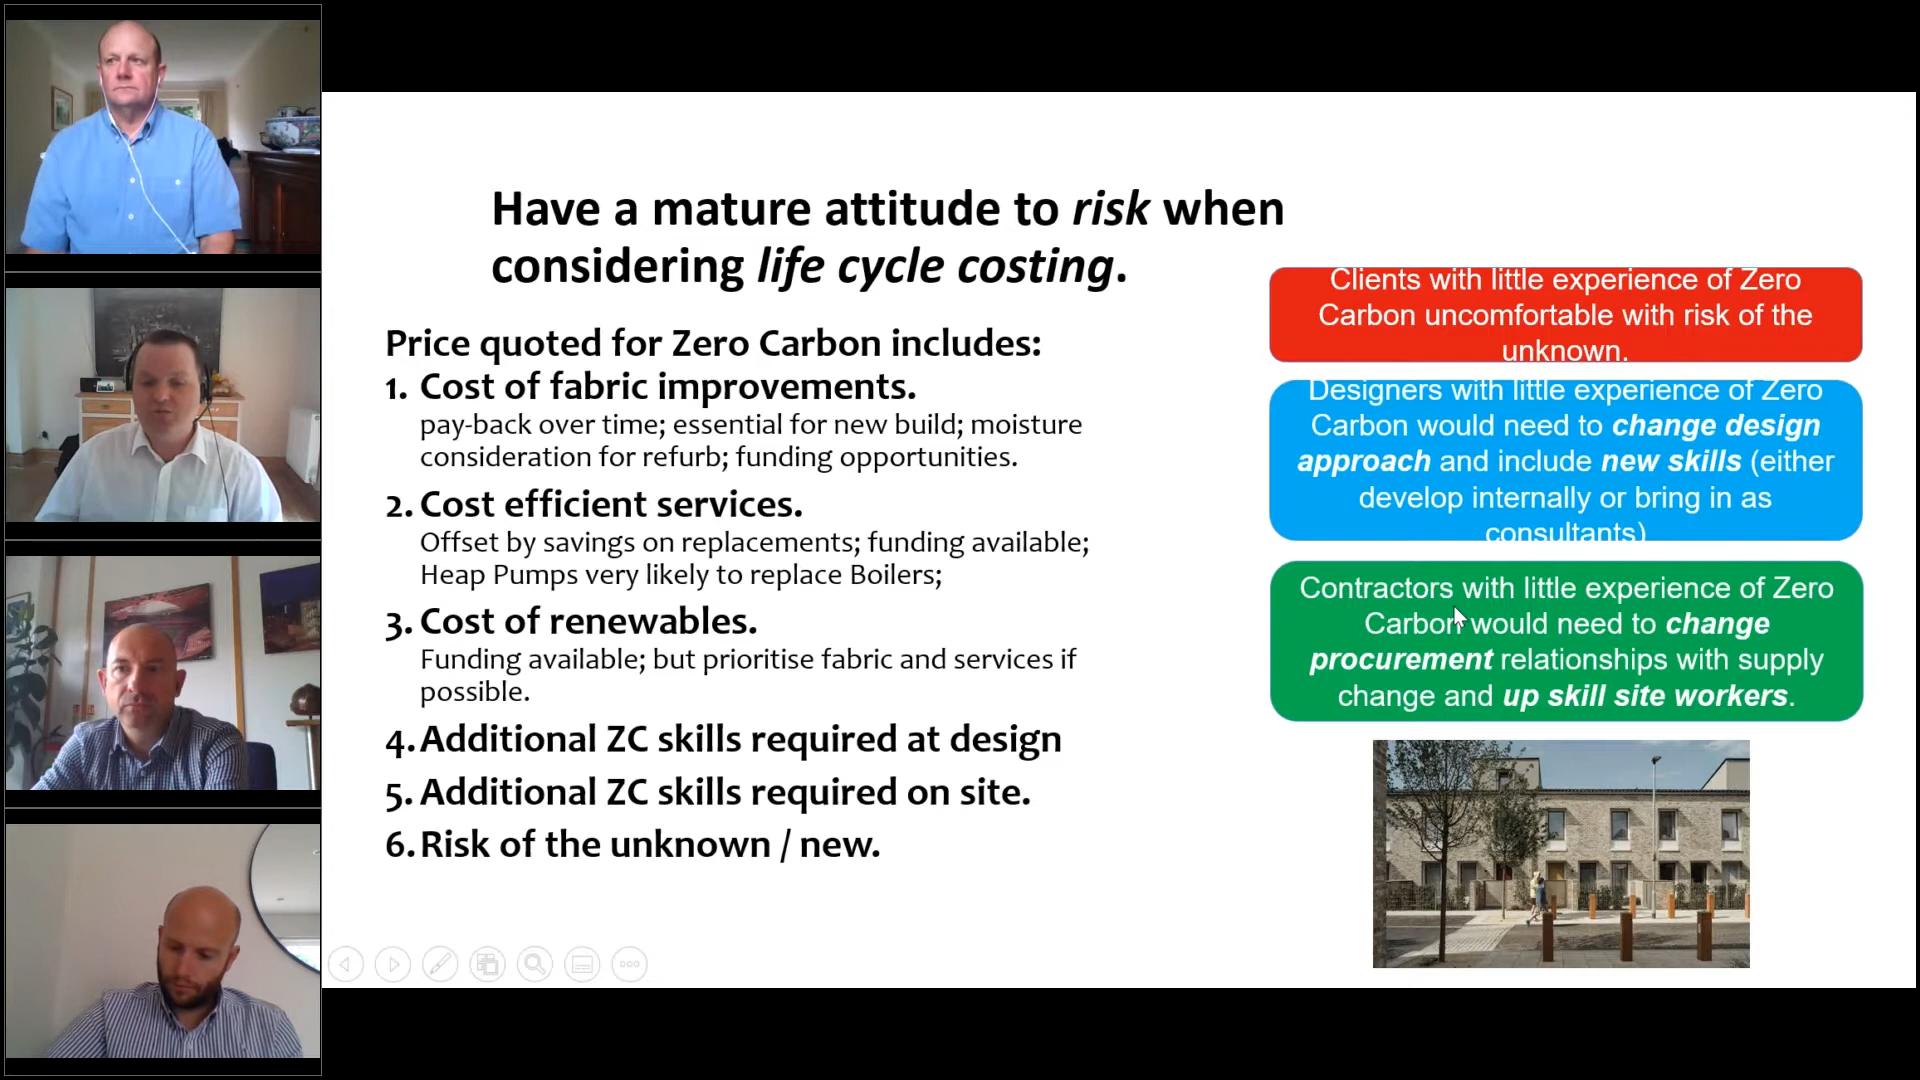 Have a mature attitude to risk when
considering life cycle costing.
Price quoted for Zero Carbon includes:
1. Cost of fabric improvements.
pay-back over time; essential for new build; moisture
consideration for refurb; funding opportunities.
2. Cost efficient services.
Offset by savings on replacements; funding available;
Heap Pumps very likely to replace Boilers;
3. Cost of renewables.
Funding available; but prioritise fabric and services if
possible.
4. Additional ZC skills required at design
5. Additional ZC skills required on site.
6. Risk of the unknown / new.
Clients with little experience of Zero
Carbon uncomfortable with risk of the
unknown.
Designers with little experience of Zero
Carbon would need to change design
approach and include new skills (either
develop internally or bring in as
consultants)
Contractors with little experience of Zero
Carbon would need to change
procurement relationships with supply
change and up skill site workers.